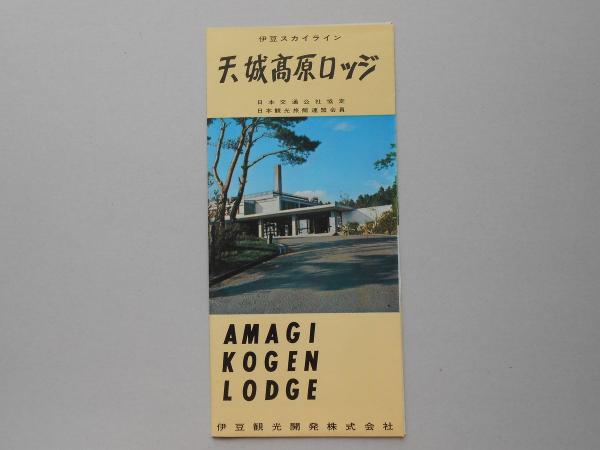 伊豆スカイライン
天城高原ロッジ
日本交通公社協定
日本観光旅館連盟会員
AMAGI
KOGEN
LODGE
伊豆観光開発株式会社